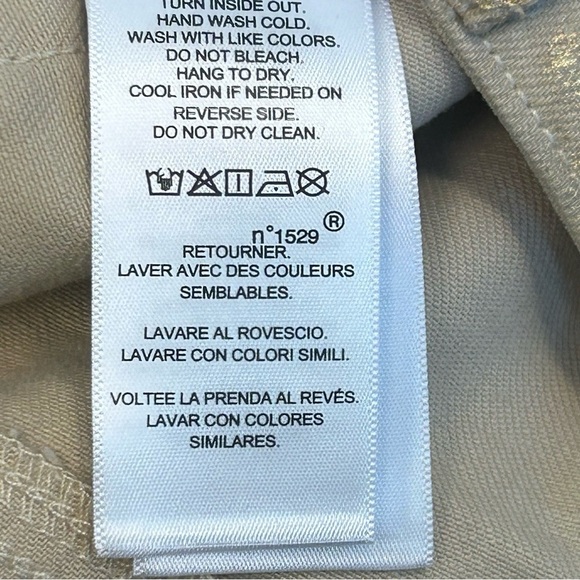 TURN INSIDE OUT.
HAND WASH COLD.
WASH WITH LIKE COLORS.
DO NOT BLEACH.
HANG TO DRY.
COOL IRON IF NEEDED ON
REVERSE SIDE.
DO NOT DRY CLEAN.
n°1529®
RETOURNER.
LAVER AVEC DES COULEURS
SEMBLABLES.
LAVARE AL ROVESCIO.
LAVARE CON COLORI SIMILI.
VOLTEE LA PRENDA AL REVÉS.
LAVAR CON COLORES
SIMILARES.